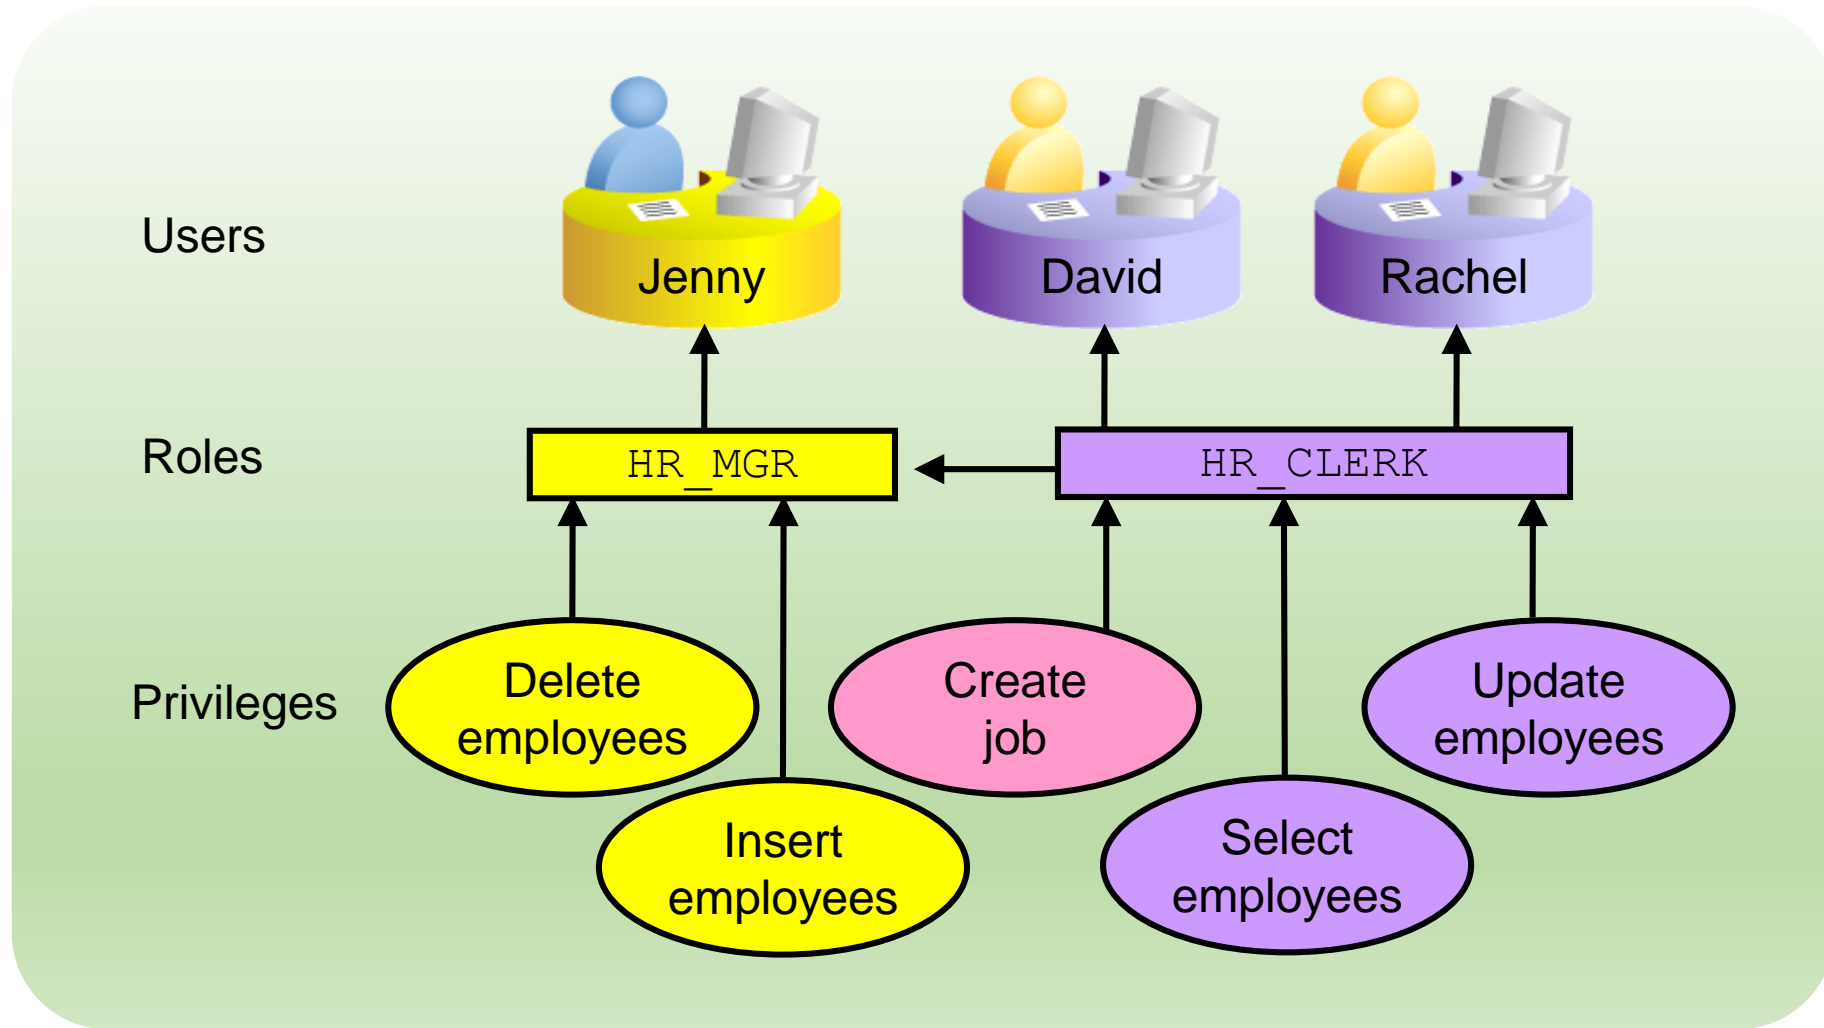 Users
Jenny
David
Rachel
Roles
HR_MGR
HR_CLERK
Privileges
Delete
employees
Create
job
Update
employees
Insert
employees
Select
employees